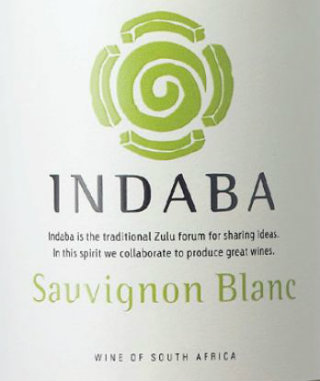 INDABA
Indaba is the traditional Zulu forum for sharing ideas.
In this spirit we collaborate to produce great wines.
Sauvignon Blanc
WINE OF SOUTH AFRICA